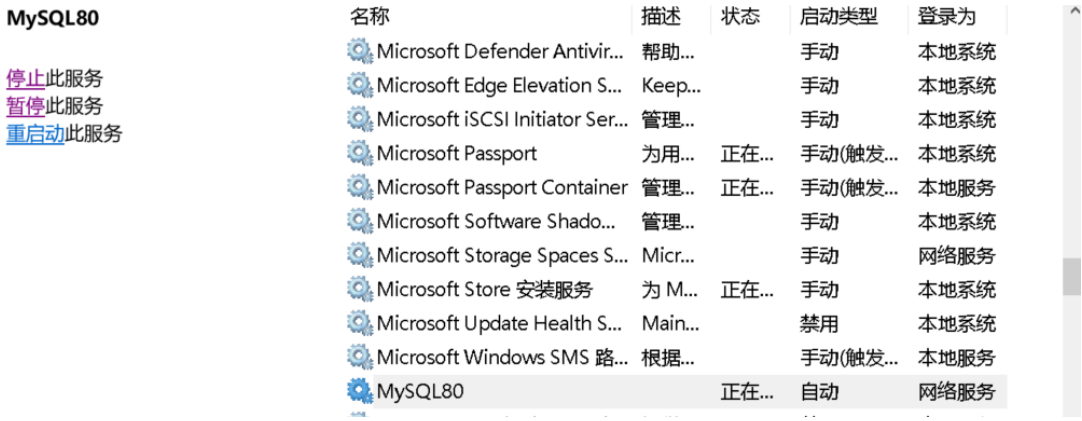 MySQL80
停止此服务
暂停此服务
重启动此服务
名称 描述 状态 启动类型 登录为
Microsoft Defender Antivir... 帮助... 手动 本地系统
Microsoft Edge Elevation S... Keep... 手动 本地系统
Microsoft iSCSI Initiator Ser... 管理... 手动 本地系统
Microsoft Passport 为用... 正在... 手动(触发... 本地系统
Microsoft Passport Container 管理... 正在... 手动(触发... 本地服务
Microsoft Software Shado... 管理... 手动 本地系统
Microsoft Storage Spaces S... Micr... 手动 网络服务
Microsoft Store 安装服务 为 M... 正在... 手动 本地系统
Microsoft Update Health S... Main... 禁用 本地系统
Microsoft Windows SMS 路... 根据... 手动(触发... 本地服务
MySQL80 正在... 自动 网络服务